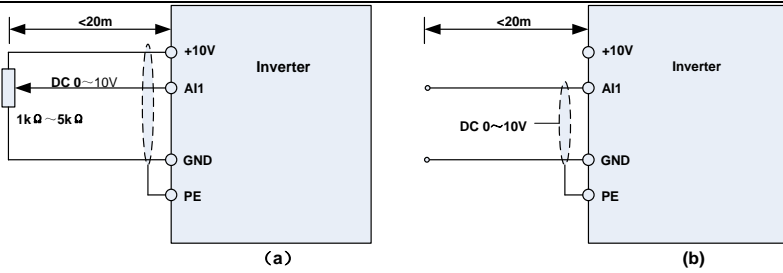 <20m
+10V
Inverter
DC 0～10V
AI1
1kΩ～5kΩ
GND
PE
（a）
<20m
+10V
Inverter
AI1
DC 0～10V
GND
PE
(b)